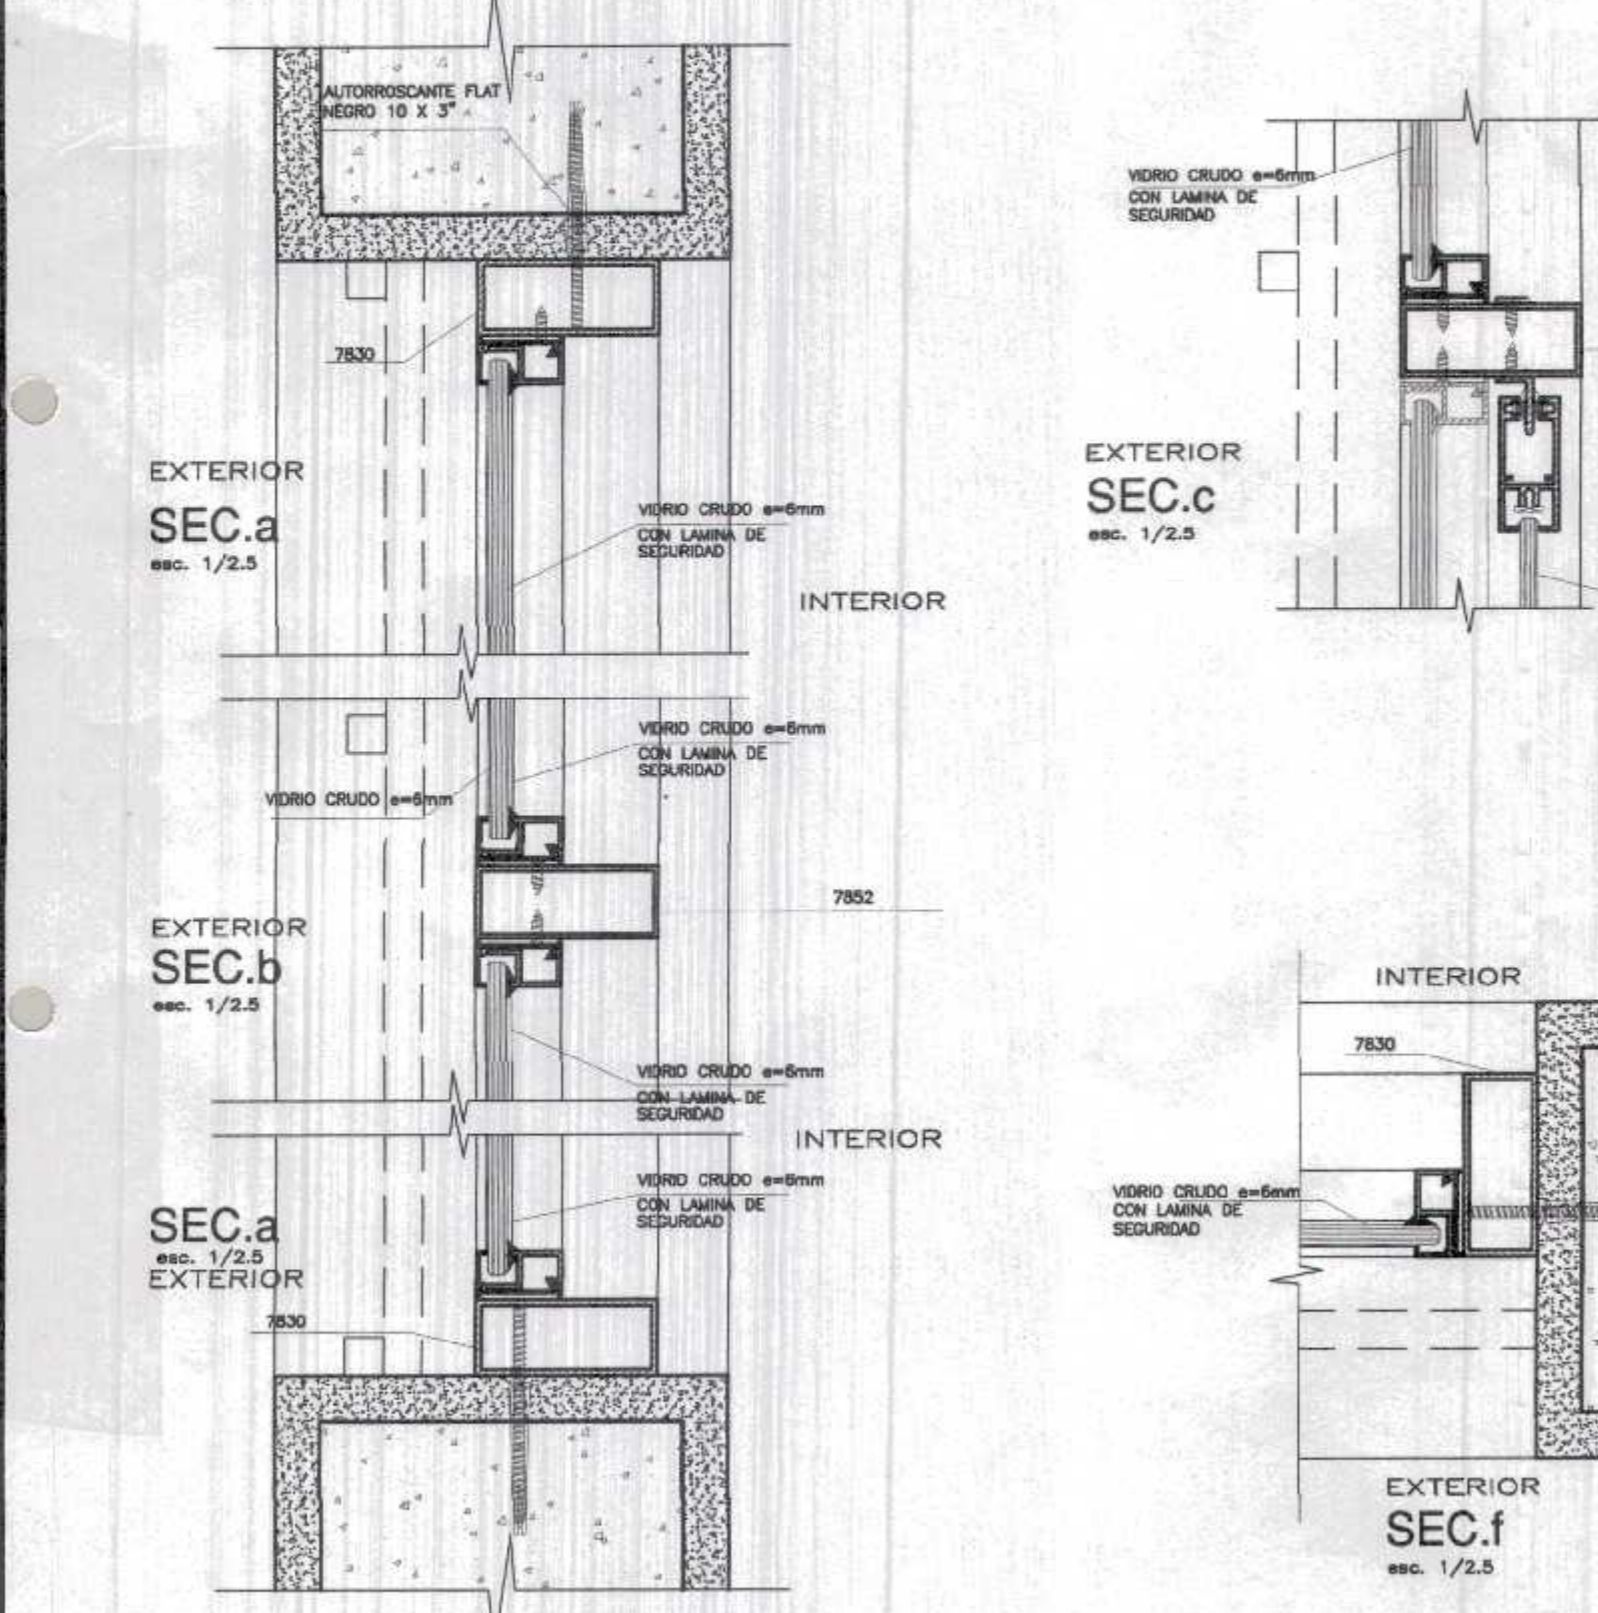 AUTORROSCANTE FLAT
NEGRO 10 X 3"
7830
EXTERIOR
SEC.a
esc. 1/2.5
VIDRIO CRUDO e=6mm
CON LAMINA DE
SEGURIDAD
INTERIOR
VIDRIO CRUDO e=6mm
CON LAMINA DE
SEGURIDAD
VIDRIO CRUDO e=6mm
7852
EXTERIOR
SEC.b
esc. 1/2.5
VIDRIO CRUDO e=6mm
CON LAMINA DE
SEGURIDAD
INTERIOR
VIDRIO CRUDO e=6mm
CON LAMINA DE
SEGURIDAD
SEC.a
esc. 1/2.5
EXTERIOR
7830
VIDRIO CRUDO e=6mm
CON LAMINA DE
SEGURIDAD
EXTERIOR
SEC.c
esc. 1/2.5
INTERIOR
7830
VIDRIO CRUDO e=6mm
CON LAMINA DE
SEGURIDAD
EXTERIOR
SEC.f
esc. 1/2.5